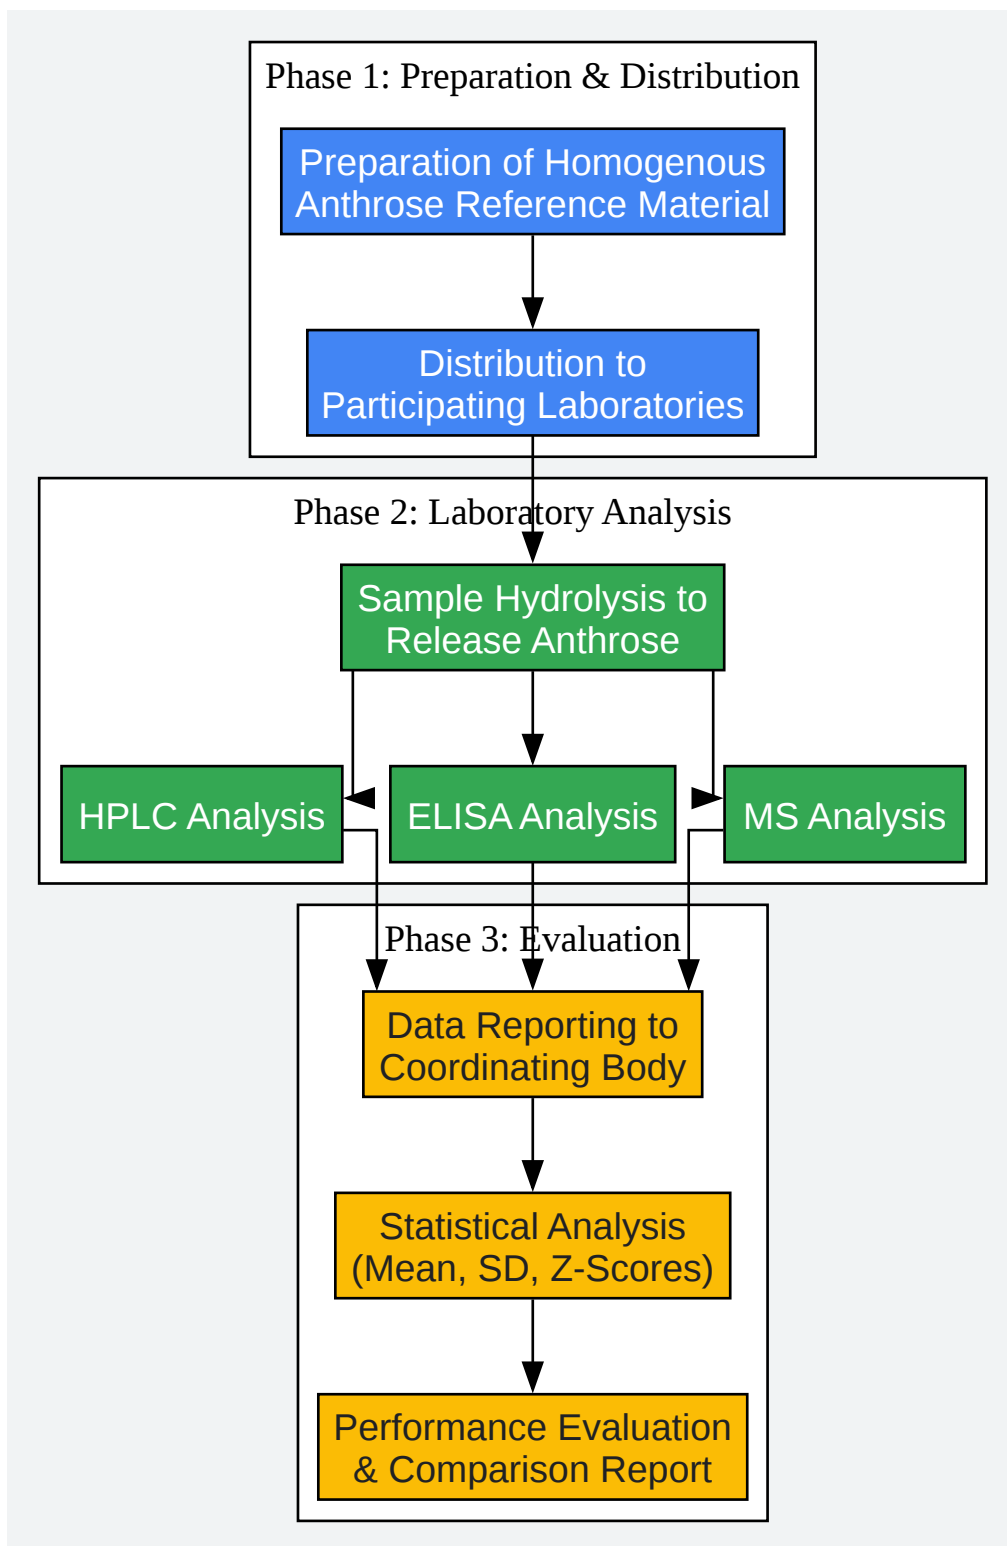 Phase 1: Preparation & Distribution
Preparation of Homogenous
Anthrose Reference Material
Distribution to
Participating Laboratories
Phase 2: Laboratory Analysis
Sample Hydrolysis to
Release Anthrose
HPLC Analysis
ELISA Analysis
MS Analysis
Phase 3: Evaluation
Data Reporting to
Coordinating Body
Statistical Analysis
(Mean, SD, Z-Scores)
Performance Evaluation
& Comparison Report